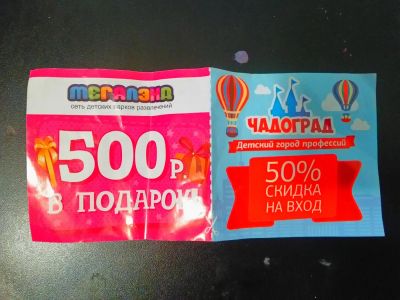 МЕГАЛЭНД
сеть детских парков развлечений
500 Р.
В ПОДАРОК!
ЧАДОГРАД
Детский город профессий
50%
СКИДКА
НА ВХОД